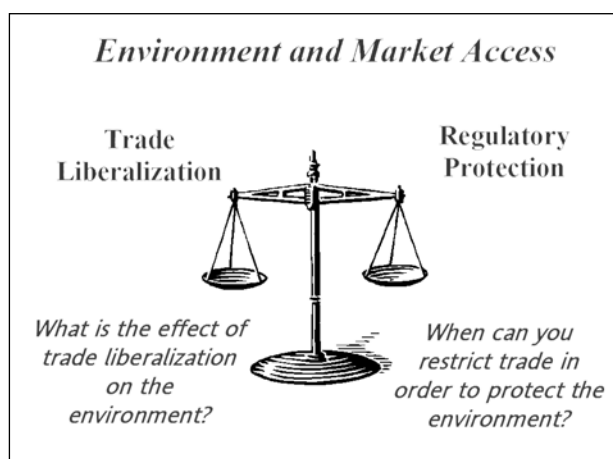 Environment and Market Access
Trade
Liberalization
Regulatory
Protection
What is the effect of
trade liberalization
on the
environment?
When can you
restrict trade in
order to protect the
environment?